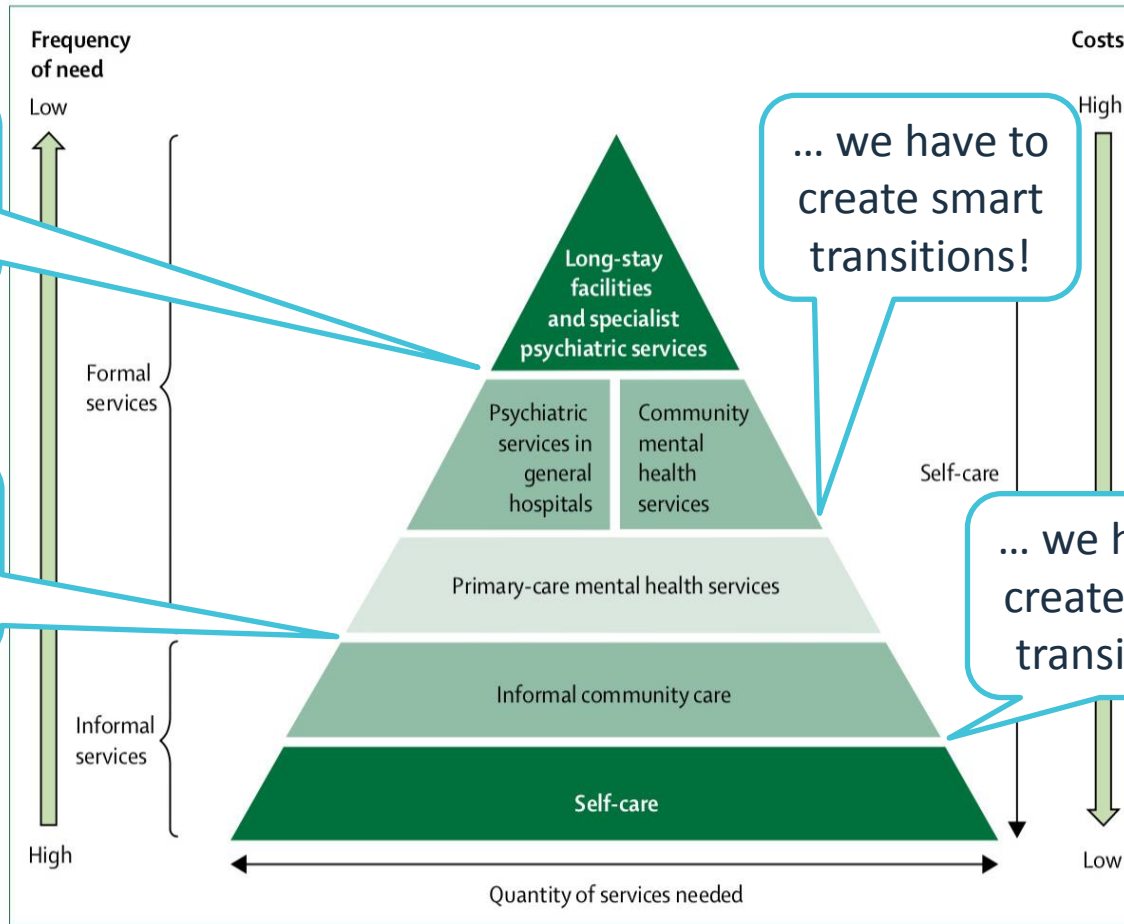 Frequency
of need
Low
Costs
High
... we have to
create smart
transitions!
Long-stay
facilities
and specialist
psychiatric services
Formal
services
Psychiatric
services in
general
hospitals
Community
mental
health
services
Self-care
... we h
create
transi
Primary-care mental health services
Informal community care
Informal
services
Self-care
High
Low
Quantity of services needed